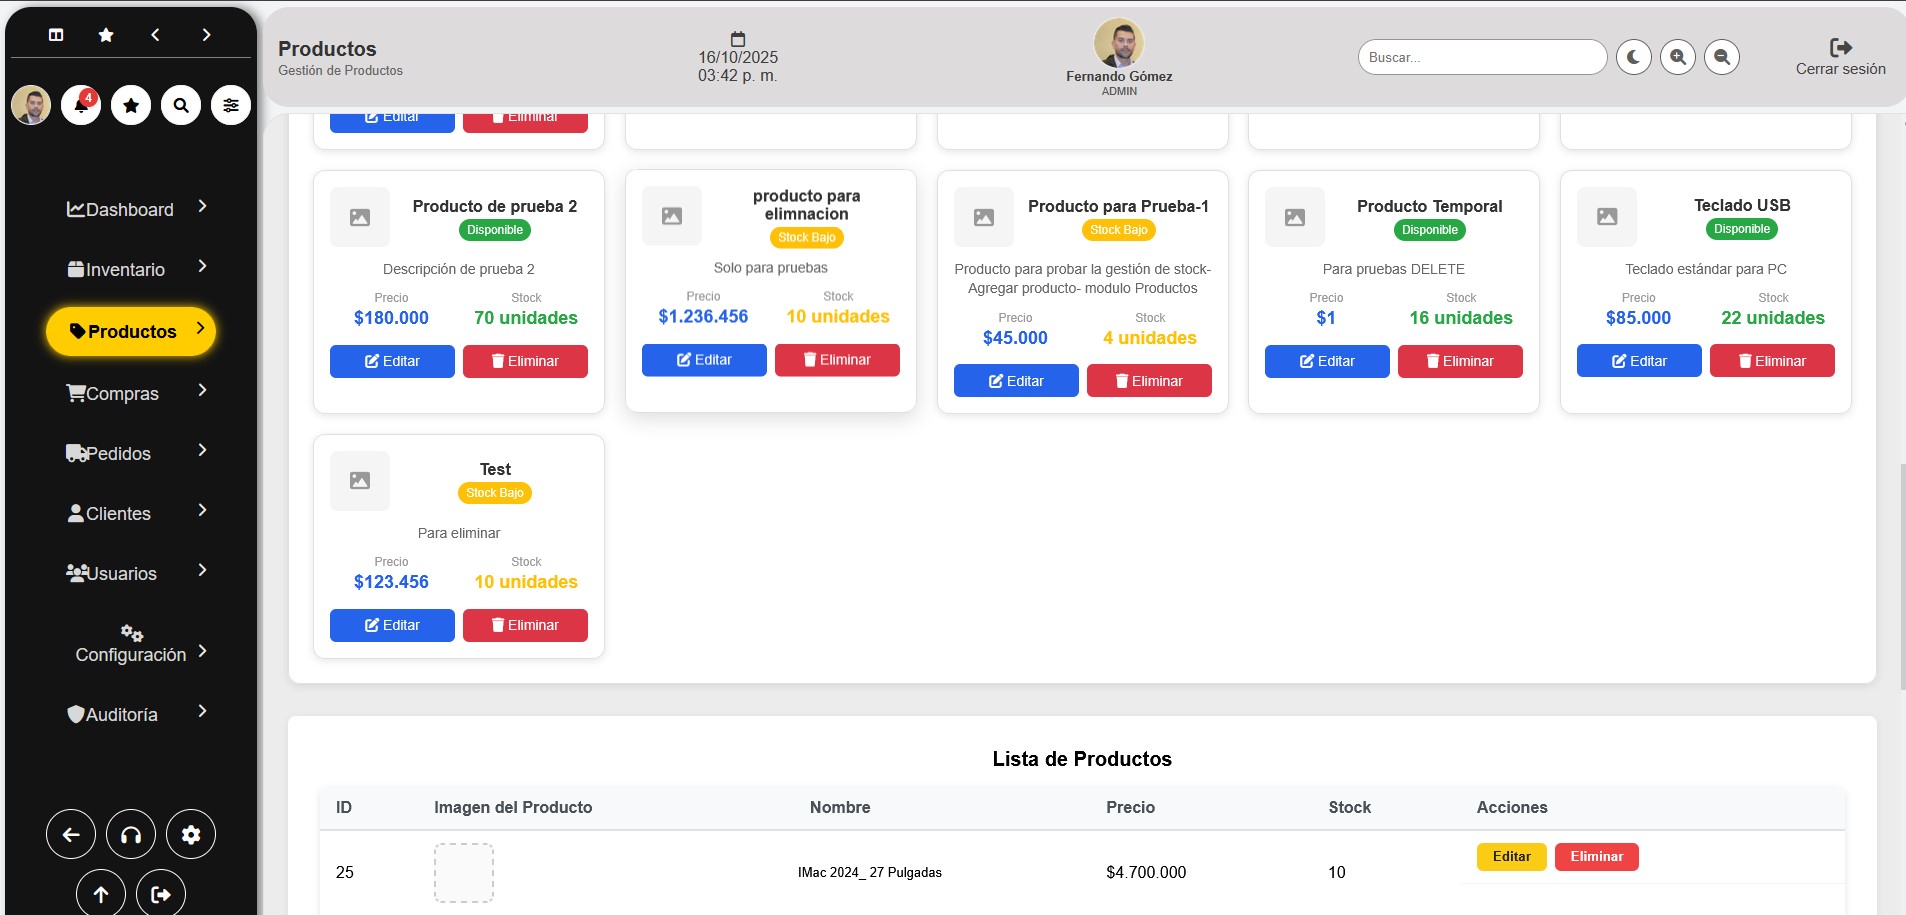 4
Dashboard
Inventario
Productos
Compras
Pedidos
Clientes
Usuarios
Configuración
Auditoría
Productos
Gestión de Productos
16/10/2025
03:42 p. m.
Fernando Gómez
ADMIN
Buscar...
Cerrar sesión
Editar
Eliminar
Producto de prueba 2
Disponible
Descripción de prueba 2
Precio Stock
$180.000 70 unidades
Editar Eliminar
producto para
elimnacion
Stock Bajo
Solo para pruebas
Precio Stock
$1.236.456 10 unidades
Editar Eliminar
Producto para Prueba-1
Stock Bajo
Producto para probar la gestión de stock-
Agregar producto- modulo Productos
Precio Stock
$45.000 4 unidades
Editar Eliminar
Producto Temporal
Disponible
Para pruebas DELETE
Precio Stock
$1 16 unidades
Editar Eliminar
Teclado USB
Disponible
Teclado estándar para PC
Precio Stock
$85.000 22 unidades
Editar Eliminar
Test
Stock Bajo
Para eliminar
Precio Stock
$123.456 10 unidades
Editar Eliminar
Lista de Productos
ID Imagen del Producto Nombre Precio Stock Acciones
25 IMac 2024_ 27 Pulgadas $4.700.000 10 Editar Eliminar